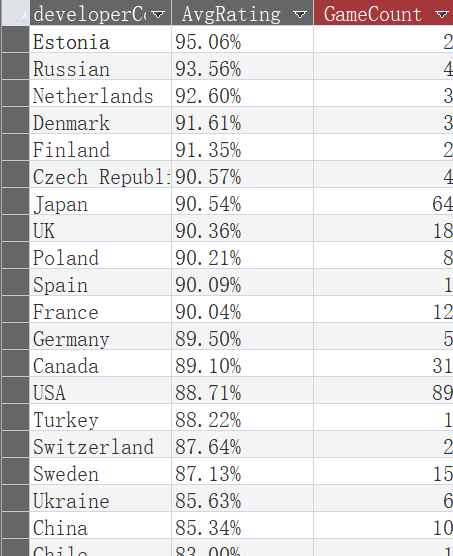 developerCo AvgRating GameCount
Estonia 95.06% 2
Russian 93.56% 4
Netherlands 92.60% 3
Denmark 91.61% 3
Finland 91.35% 2
Czech Republi 90.57% 4
Japan 90.54% 64
UK 90.36% 18
Poland 90.21% 8
Spain 90.09% 1
France 90.04% 12
Germany 89.50% 5
Canada 89.10% 31
USA 88.71% 89
Turkey 88.22% 1
Switzerland 87.64% 2
Sweden 87.13% 15
Ukraine 85.63% 6
China 85.34% 10
Chile 83.00% 1